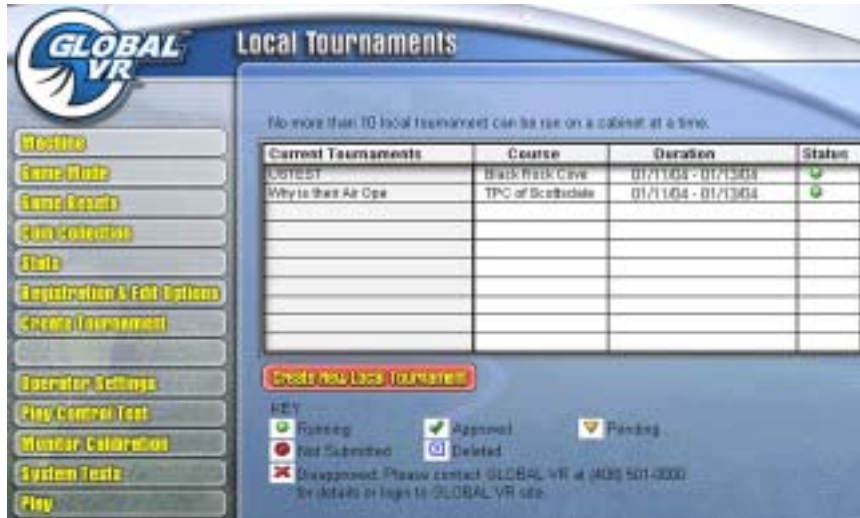 GLOBAL
VR
Local Tournaments
No more than 10 local tournament can be run on a cabinet at a time.
Machine
Game Mode
Game Resets
Coin Collection
Stats
Registration & Edit Options
Create Tournament
Operator Settings
Play Control Test
Monitor Calibration
System Tests
Play
Current Tournaments Course Duration Status
UGTEST Black Rock Cove 01/11/04 - 01/13/04
Why is their Air Ope TPC of Scottsdale 01/11/04 - 01/13/04
Create New Local Tournament
KEY
Running Approved Pending
Not Submitted Deleted
Disapproved. Please contact GLOBAL VR at (408) 501-0000
for details or login to GLOBAL VR site.